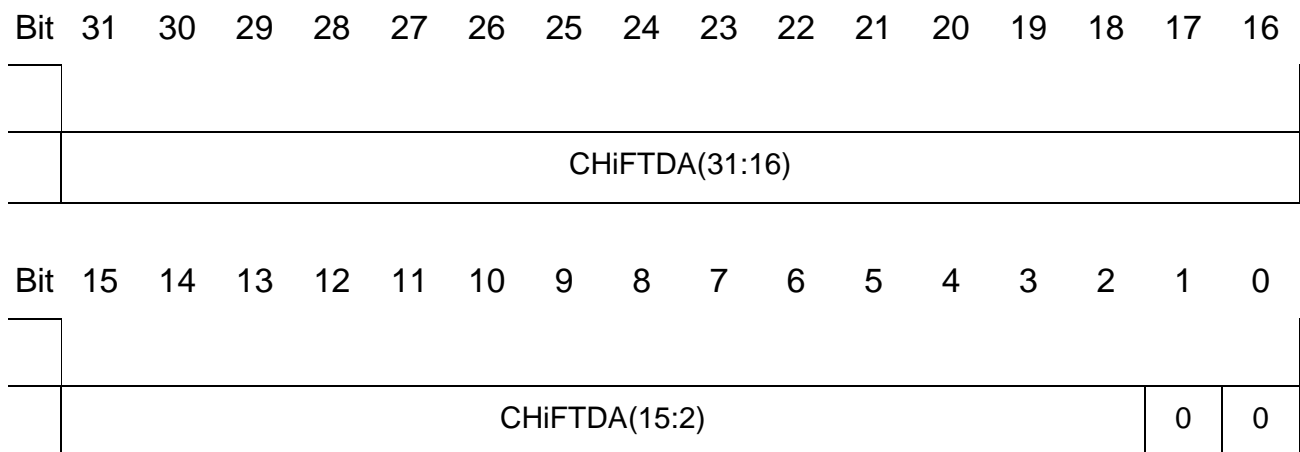 Bit 31 30 29 28 27 26 25 24 23 22 21 20 19 18 17 16
CHiFTDA(31:16)
Bit 15 14 13 12 11 10 9 8 7 6 5 4 3 2 1 0
CHiFTDA(15:2) 0 0